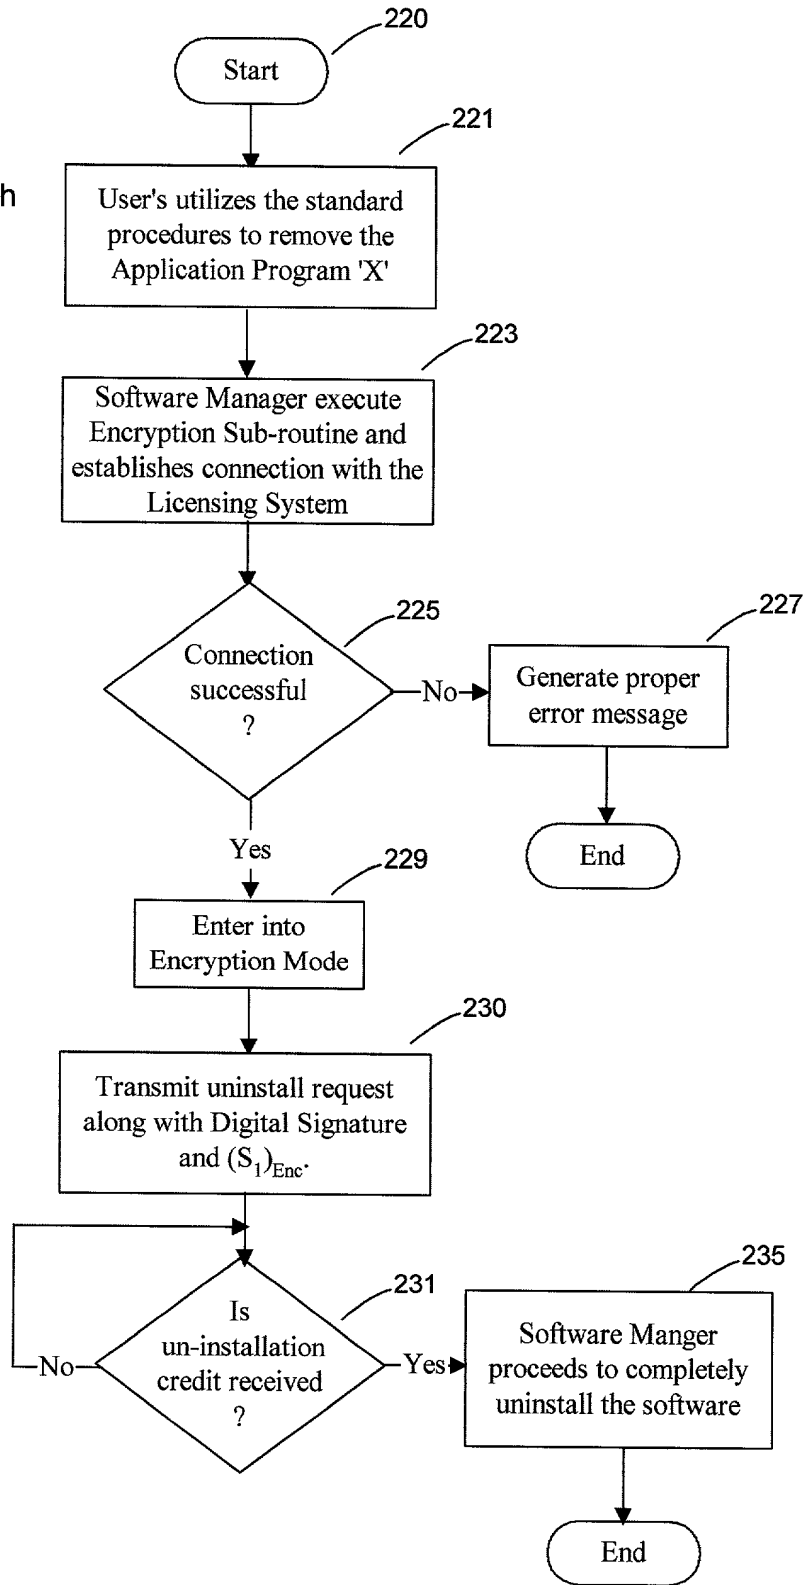 220
Start
221
h
User's utilizes the standard
procedures to remove the
Application Program 'X'
223
Software Manager execute
Encryption Sub-routine and
establishes connection with the
Licensing System
225
Connection
successful
?
No
227
Generate proper
error message
End
Yes
229
Enter into
Encryption Mode
230
Transmit uninstall request
along with Digital Signature
and (S1)Enc.
231
Is
un-installation
credit received
?
No
Yes
235
Software Manger
proceeds to completely
uninstall the software
End